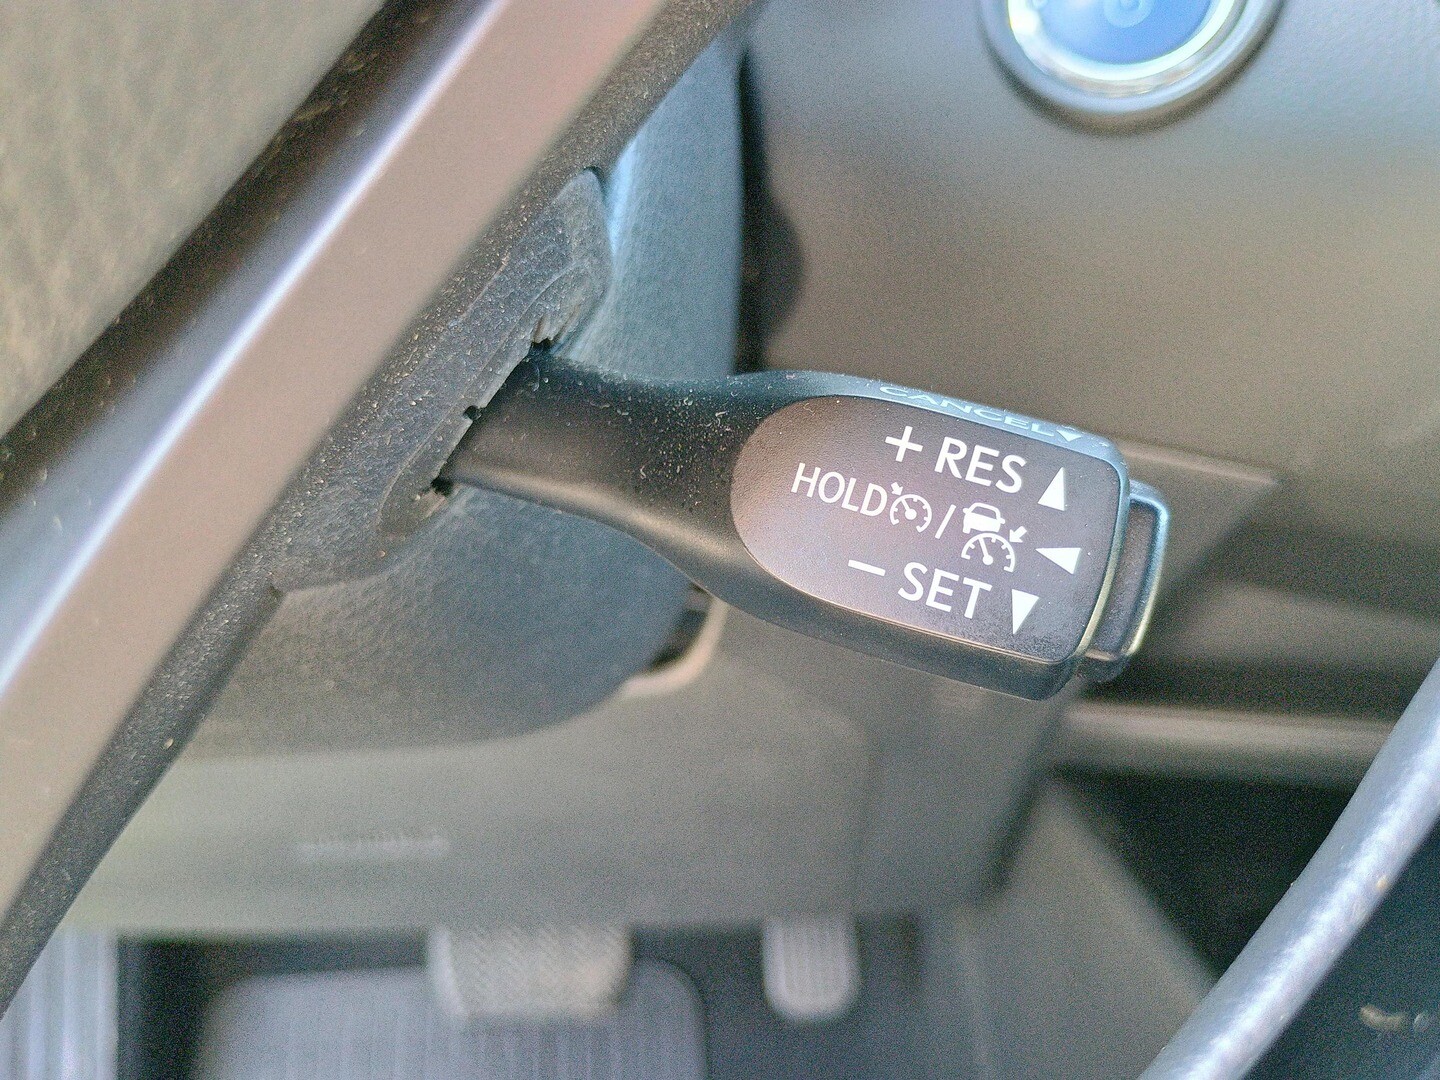 CANCEL▼
+ RES ▲
HOLD / ◀
− SET ▼